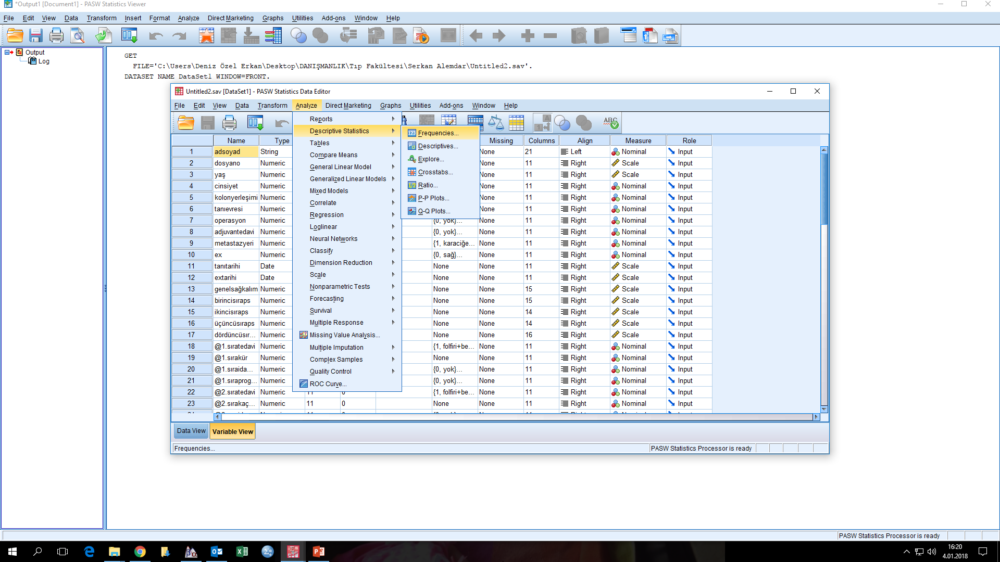 *Output1 [Document1] - PASW Statistics Viewer
File Edit View Data Transform Insert Format Analyze Direct Marketing Graphs Utilities Add-ons Window Help
Output
Log
GET
FILE='C:\Users\Deniz Özel Erkan\Desktop\DANIŞMANLIK\Tıp Fakültesi\Serkan Alemdar\Untitled2.sav'.
DATASET NAME DataSet1 WINDOW=FRONT.
Untitled2.sav [DataSet1] - PASW Statistics Data Editor
File Edit View Data Transform Analyze Direct Marketing Graphs Utilities Add-ons Window Help
Reports
Descriptive Statistics
Tables
Compare Means
General Linear Model
Generalized Linear Models
Mixed Models
Correlate
Regression
Loglinear
Neural Networks
Classify
Dimension Reduction
Scale
Nonparametric Tests
Forecasting
Survival
Multiple Response
Missing Value Analysis...
Multiple Imputation
Complex Samples
Quality Control
ROC Curve...
Frequencies...
Descriptives...
Explore...
Crosstabs...
Ratio...
P-P Plots...
Q-Q Plots...
Name Type Missing Columns Align Measure Role
1 adsoyad String None 21 Left Nominal Input
2 dosyano Numeric None 11 Right Scale Input
3 yaş Numeric None 11 Right Scale Input
4 cinsiyet Numeric None 11 Right Nominal Input
5 kolonyerleşimi Numeric None 11 Right Nominal Input
6 tanıevresi Numeric None 11 Right Nominal Input
7 operasyon Numeric {0, yok}... None 11 Right Nominal Input
8 adjuvantedavi Numeric {0, yok}... None 11 Right Nominal Input
9 metastazyeri Numeric {1, karaciğe... None 11 Right Nominal Input
10 ex Numeric {0, sağ}... None 11 Right Nominal Input
11 tanıtarihi Date None None 11 Right Scale Input
12 extarihi Date None None 11 Right Scale Input
13 genelsağkalım Numeric None None 15 Right Scale Input
14 birincisıraps Numeric None None 15 Right Scale Input
15 ikincisıraps Numeric None None 14 Right Scale Input
16 üçüncüsıraps Numeric None None 14 Right Scale Input
17 dördüncüsır... Numeric None None 16 Right Scale Input
18 @1.sıratedavi Numeric {1, folfiri+be... None 11 Right Nominal Input
19 @1.sırakür Numeric None None 11 Right Nominal Input
20 @1.sıraida... Numeric {0, yok}... None 11 Right Nominal Input
21 @1.sıraprog... Numeric {0, yok}... None 11 Right Nominal Input
22 @2.sıratedavi Numeric 11 0 {1, folfiri+be... None 11 Right Nominal Input
23 @2.sırakaç... Numeric 11 0 None None 11 Right Nominal Input
Data View Variable View
Frequencies... PASW Statistics Processor is ready
PASW Statistics Processor is ready
16:20
4.01.2018